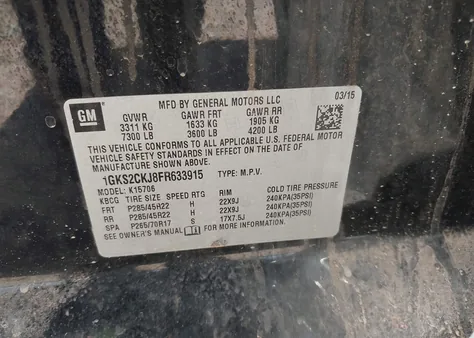 GM
MFD BY GENERAL MOTORS LLC
03/15
GVWR GAWR FRT GAWR RR
3311 KG 1633 KG 1905 KG
7300 LB 3600 LB 4200 LB
THIS VEHICLE CONFORMS TO ALL APPLICABLE U.S. FEDERAL MOTOR
VEHICLE SAFETY STANDARDS IN EFFECT ON THE DATE OF
MANUFACTURE SHOWN ABOVE.
1GKS2CKJ8FR633915 TYPE: M.P.V.
MODEL: K15706
KBCG TIRE SIZE SPEED RTG RIM COLD TIRE PRESSURE
FRT P285/45R22 H 22X9J 240KPA(35PSI)
RR P285/45R22 H 22X9J 240KPA(35PSI)
SPA P265/70R17 S 17X7.5J 240KPA(35PSI)
SEE OWNER'S MANUAL FOR MORE INFORMATION.